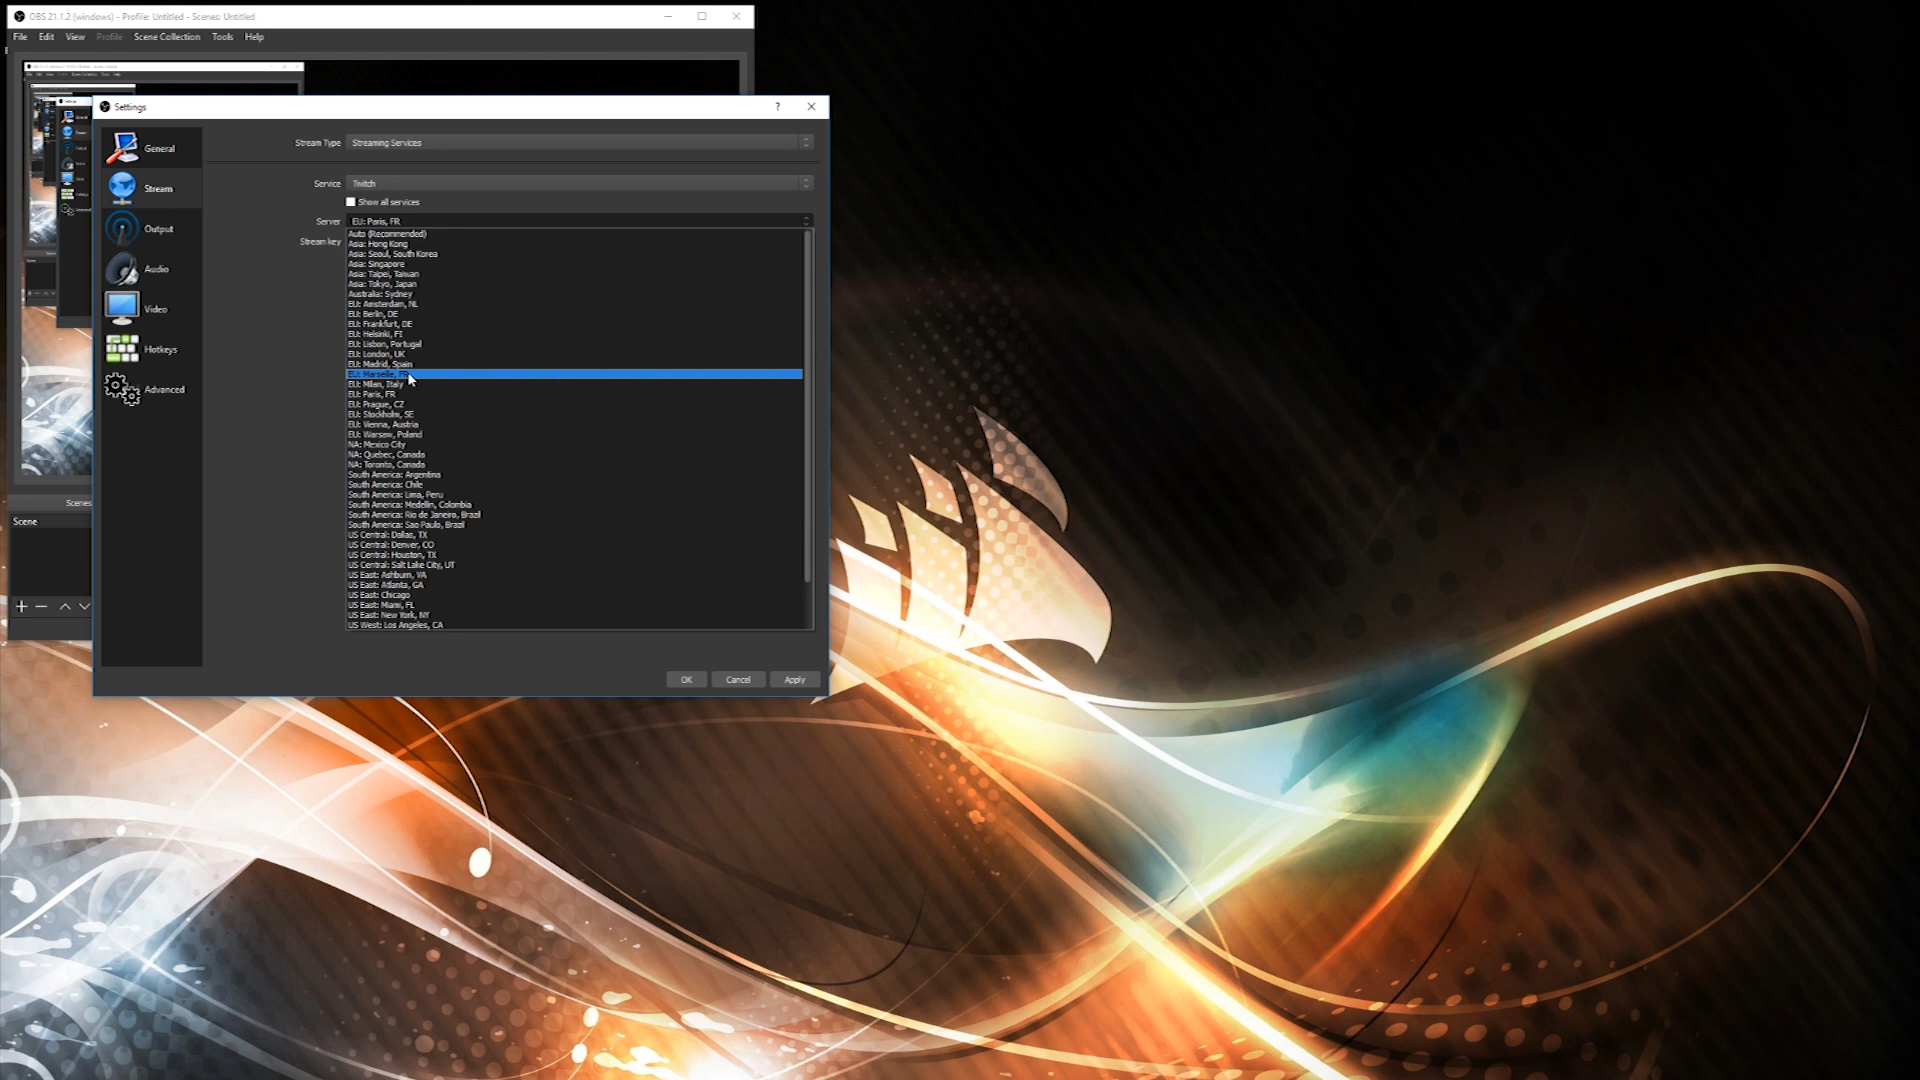 OBS 21.1.2 (windows) - Profile: Untitled - Scenes: Untitled
File Edit View Profile Scene Collection Tools Help
Settings
General
Stream
Output
Audio
Video
Hotkeys
Advanced
Stream Type Streaming Services
Service Twitch
Show all services
Server EU: Paris, FR
Stream key
Auto (Recommended)
Asia: Hong Kong
Asia: Seoul, South Korea
Asia: Singapore
Asia: Taipei, Taiwan
Asia: Tokyo, Japan
Australia: Sydney
EU: Amsterdam, NL
EU: Berlin, DE
EU: Frankfurt, DE
EU: Helsinki, FI
EU: Lisbon, Portugal
EU: London, UK
EU: Madrid, Spain
EU: Marseille, FR
EU: Milan, Italy
EU: Paris, FR
EU: Prague, CZ
EU: Stockholm, SE
EU: Vienna, Austria
EU: Warsaw, Poland
NA: Mexico City
NA: Quebec, Canada
NA: Toronto, Canada
South America: Argentina
South America: Chile
South America: Lima, Peru
South America: Medellin, Colombia
South America: Rio de Janeiro, Brazil
South America: Sao Paulo, Brazil
US Central: Dallas, TX
US Central: Denver, CO
US Central: Houston, TX
US Central: Salt Lake City, UT
US East: Ashburn, VA
US East: Atlanta, GA
US East: Chicago
US East: Miami, FL
US East: New York, NY
US West: Los Angeles, CA
OK Cancel Apply
Scenes
Scene